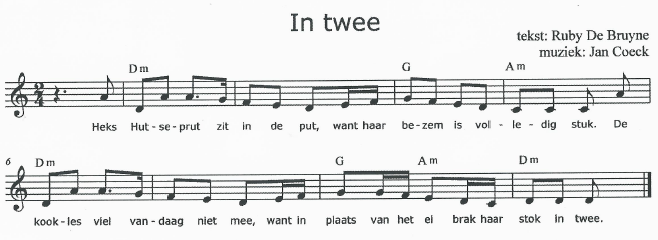 In twee
tekst: Ruby De Bruyne
muziek: Jan Coeck
Dm G Am
2
4
Heks Hut-se-prut zit in de put, want haar be-zem is vol-le-dig stuk. De
6
Dm G Am Dm
kook-les viel van-daag niet mee, want in plaats van het ei brak haar stok in twee.